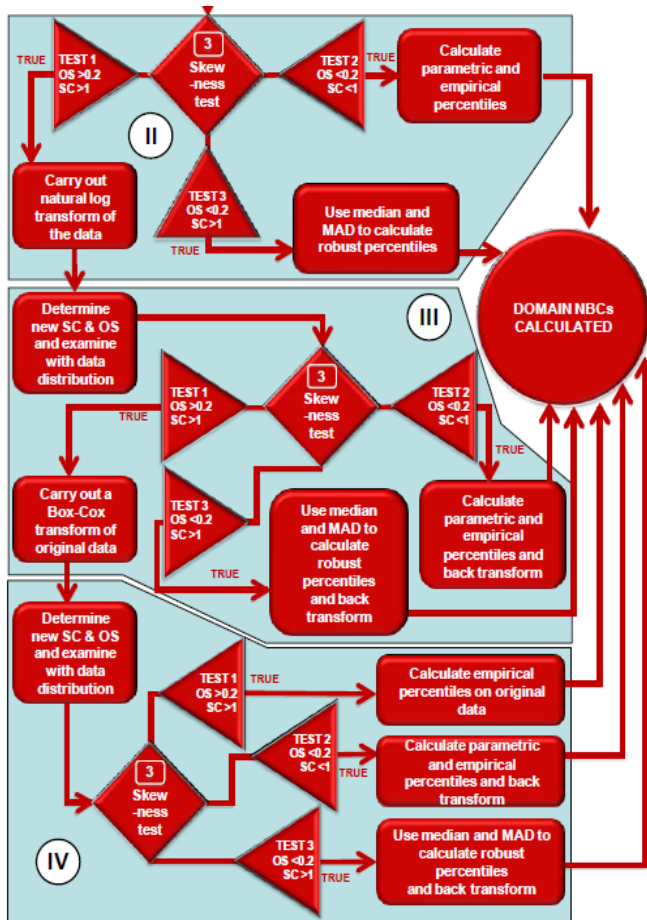 TEST 1
OS >0.2
SC >1
TRUE
3
Skew
-ness
test
TEST 2
OS <0.2
SC <1
TRUE
Calculate
parametric and
empirical
percentiles
II
Carry out
natural log
transform of
the data
TEST 3
OS <0.2
SC >1
TRUE
Use median and
MAD to calculate
robust percentiles
DOMAIN NBCs
CALCULATED
III
Determine
new SC & OS
and examine
with data
distribution
TEST 1
OS >0.2
SC >1
TRUE
3
Skew
-ness
test
TEST 2
OS <0.2
SC <1
TRUE
Carry out a
Box-Cox
transform of
original data
TEST 3
OS <0.2
SC >1
TRUE
Use median
and MAD to
calculate
robust
percentiles
and back
transform
Calculate
parametric and
empirical
percentiles and
back transform
Determine
new SC & OS
and examine
with data
distribution
TEST 1
OS >0.2
SC >1
TRUE
Calculate empirical
percentiles on original
data
3
Skew
-ness
test
TEST 2
OS <0.2
SC <1
TRUE
Calculate parametric
and empirical
percentiles and back
transform
IV
TEST 3
OS <0.2
SC >1
TRUE
Use median and MAD to
calculate robust
percentiles
and back transform